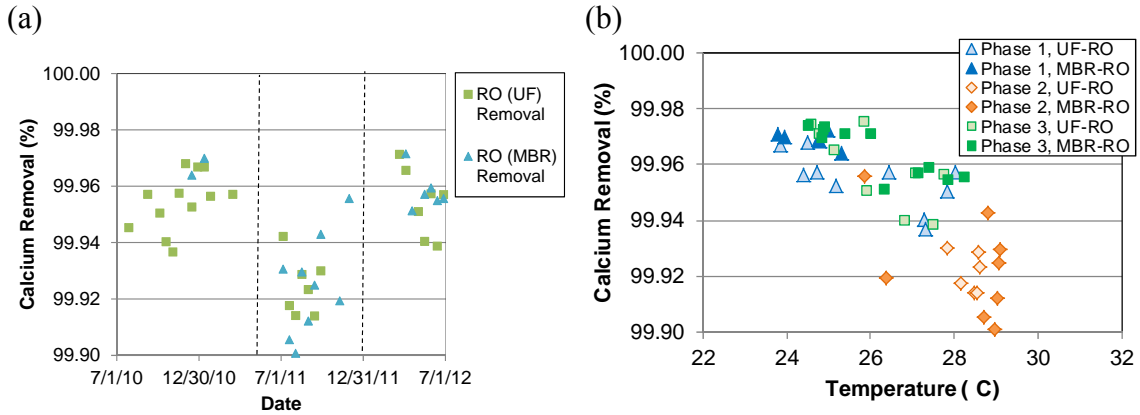 (a)
100.00
99.98
99.96
99.94
99.92
99.90
Calcium Removal (%)
7/1/10
12/30/10
7/1/11
12/31/11
7/1/12
Date
RO (UF)
Removal
RO (MBR)
Removal
(b)
100.00
99.98
99.96
99.94
99.92
99.90
Calcium Removal (%)
22
24
26
28
30
32
Temperature ( C)
Phase 1, UF-RO
Phase 1, MBR-RO
Phase 2, UF-RO
Phase 2, MBR-RO
Phase 3, UF-RO
Phase 3, MBR-RO